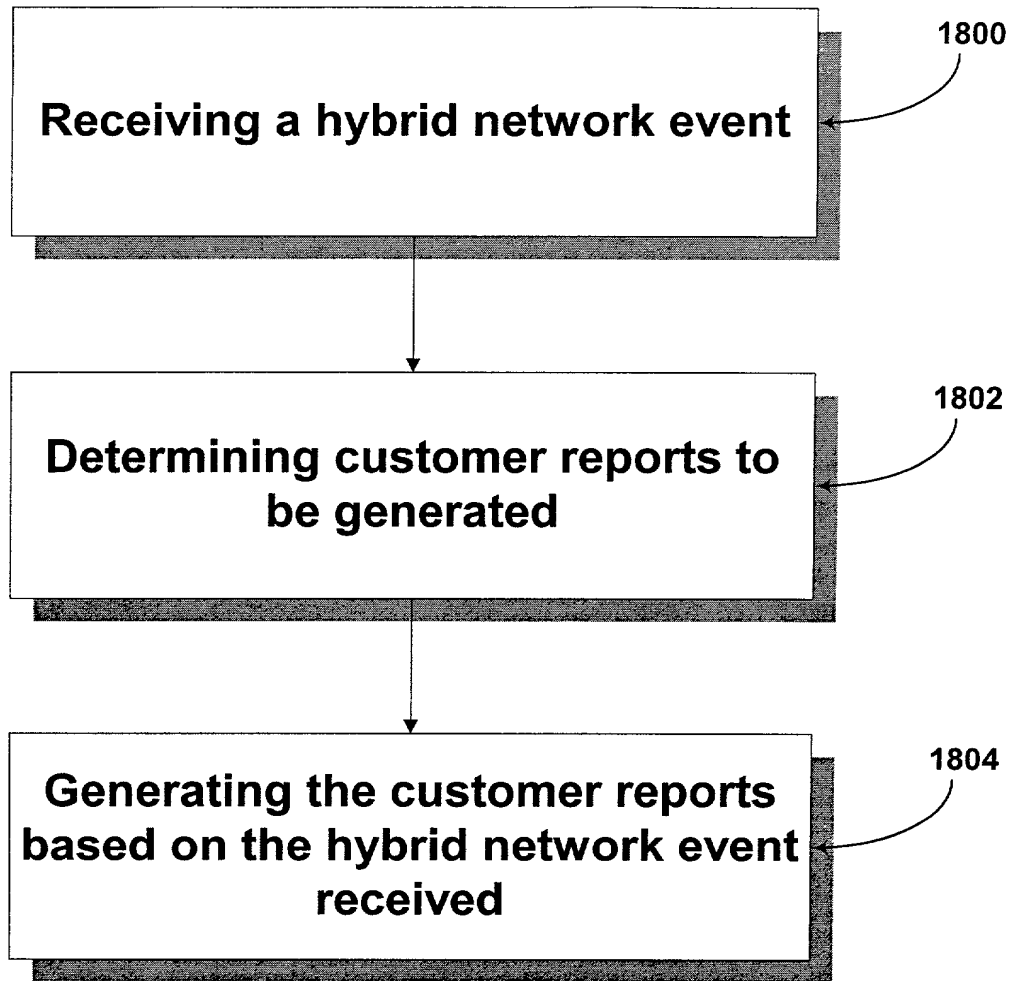 1800
Receiving a hybrid network event
1802
Determining customer reports to
be generated
1804
Generating the customer reports
based on the hybrid network event
received